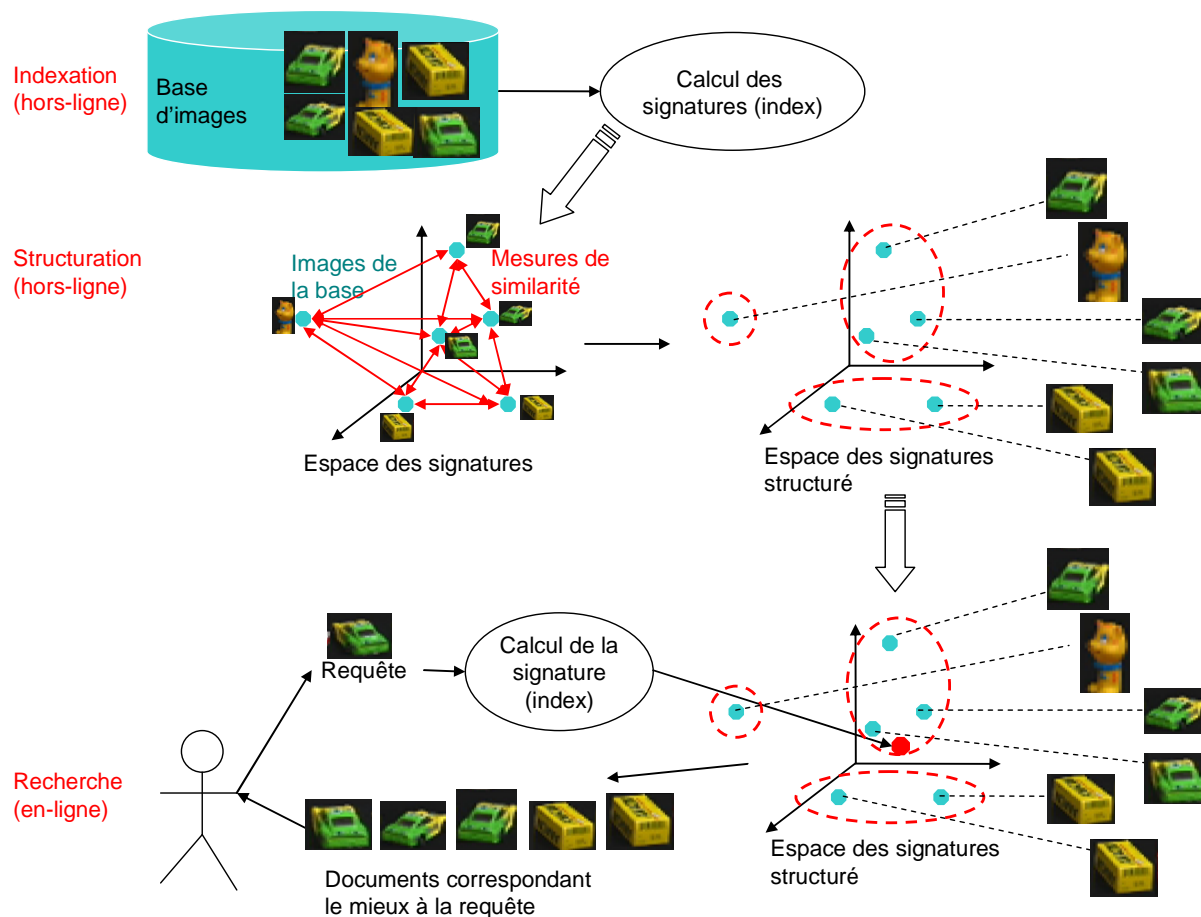 Indexation
(hors-ligne)
Base
d'images
Calcul des
signatures (index)
Structuration
(hors-ligne)
Images de
la base
Mesures de
similarité
Espace des signatures
Espace des signatures
structuré
Requête
Calcul de la
signature
(index)
Recherche
(en-ligne)
Documents correspondant
le mieux à la requête
Espace des signatures
structuré